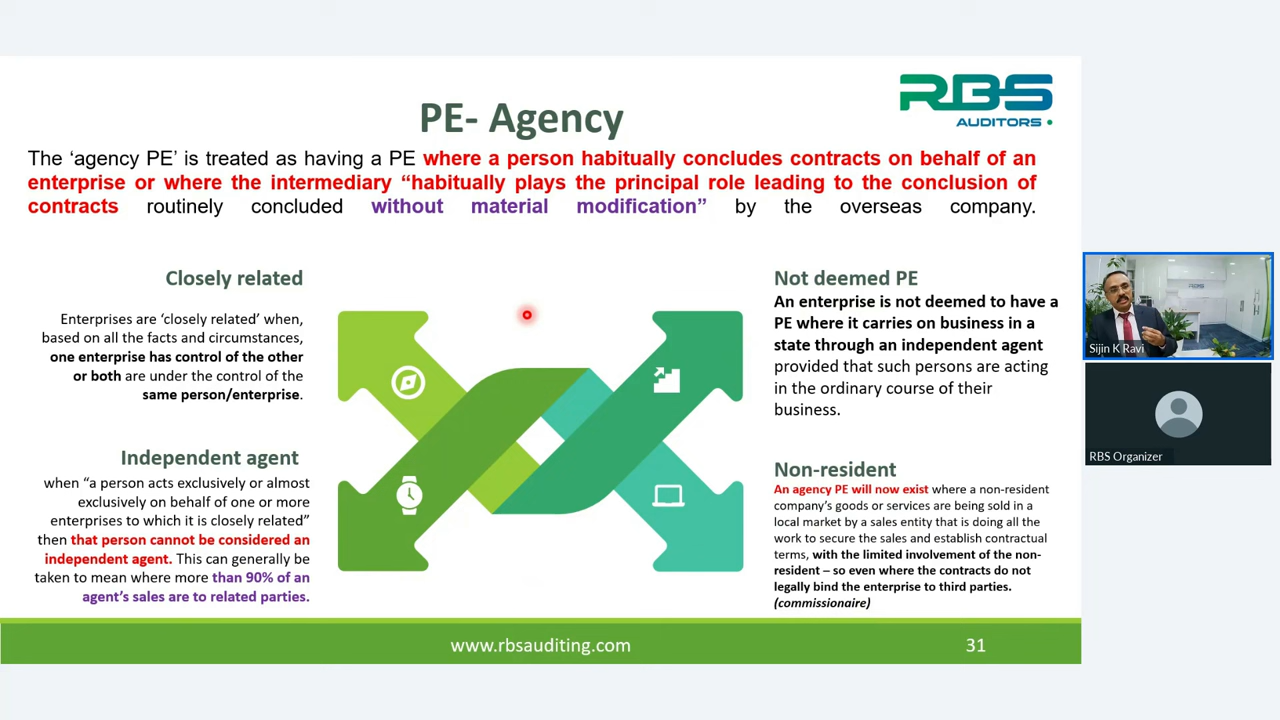 RBS
AUDITORS
PE- Agency
The ‘agency PE’ is treated as having a PE where a person habitually concludes contracts on behalf of an
enterprise or where the intermediary “habitually plays the principal role leading to the conclusion of
contracts routinely concluded without material modification” by the overseas company.
Closely related
Enterprises are ‘closely related’ when,
based on all the facts and circumstances,
one enterprise has control of the other
or both are under the control of the
same person/enterprise.
Independent agent
when “a person acts exclusively or almost
exclusively on behalf of one or more
enterprises to which it is closely related”
then that person cannot be considered an
independent agent. This can generally be
taken to mean where more than 90% of an
agent’s sales are to related parties.
Not deemed PE
An enterprise is not deemed to have a
PE where it carries on business in a
state through an independent agent
provided that such persons are acting
in the ordinary course of their
business.
Non-resident
An agency PE will now exist where a non-resident
company’s goods or services are being sold in a
local market by a sales entity that is doing all the
work to secure the sales and establish contractual
terms, with the limited involvement of the non-
resident – so even where the contracts do not
legally bind the enterprise to third parties.
(commissionaire)
www.rbsauditing.com
31
RBS
Sijin K Ravi
RBS Organizer